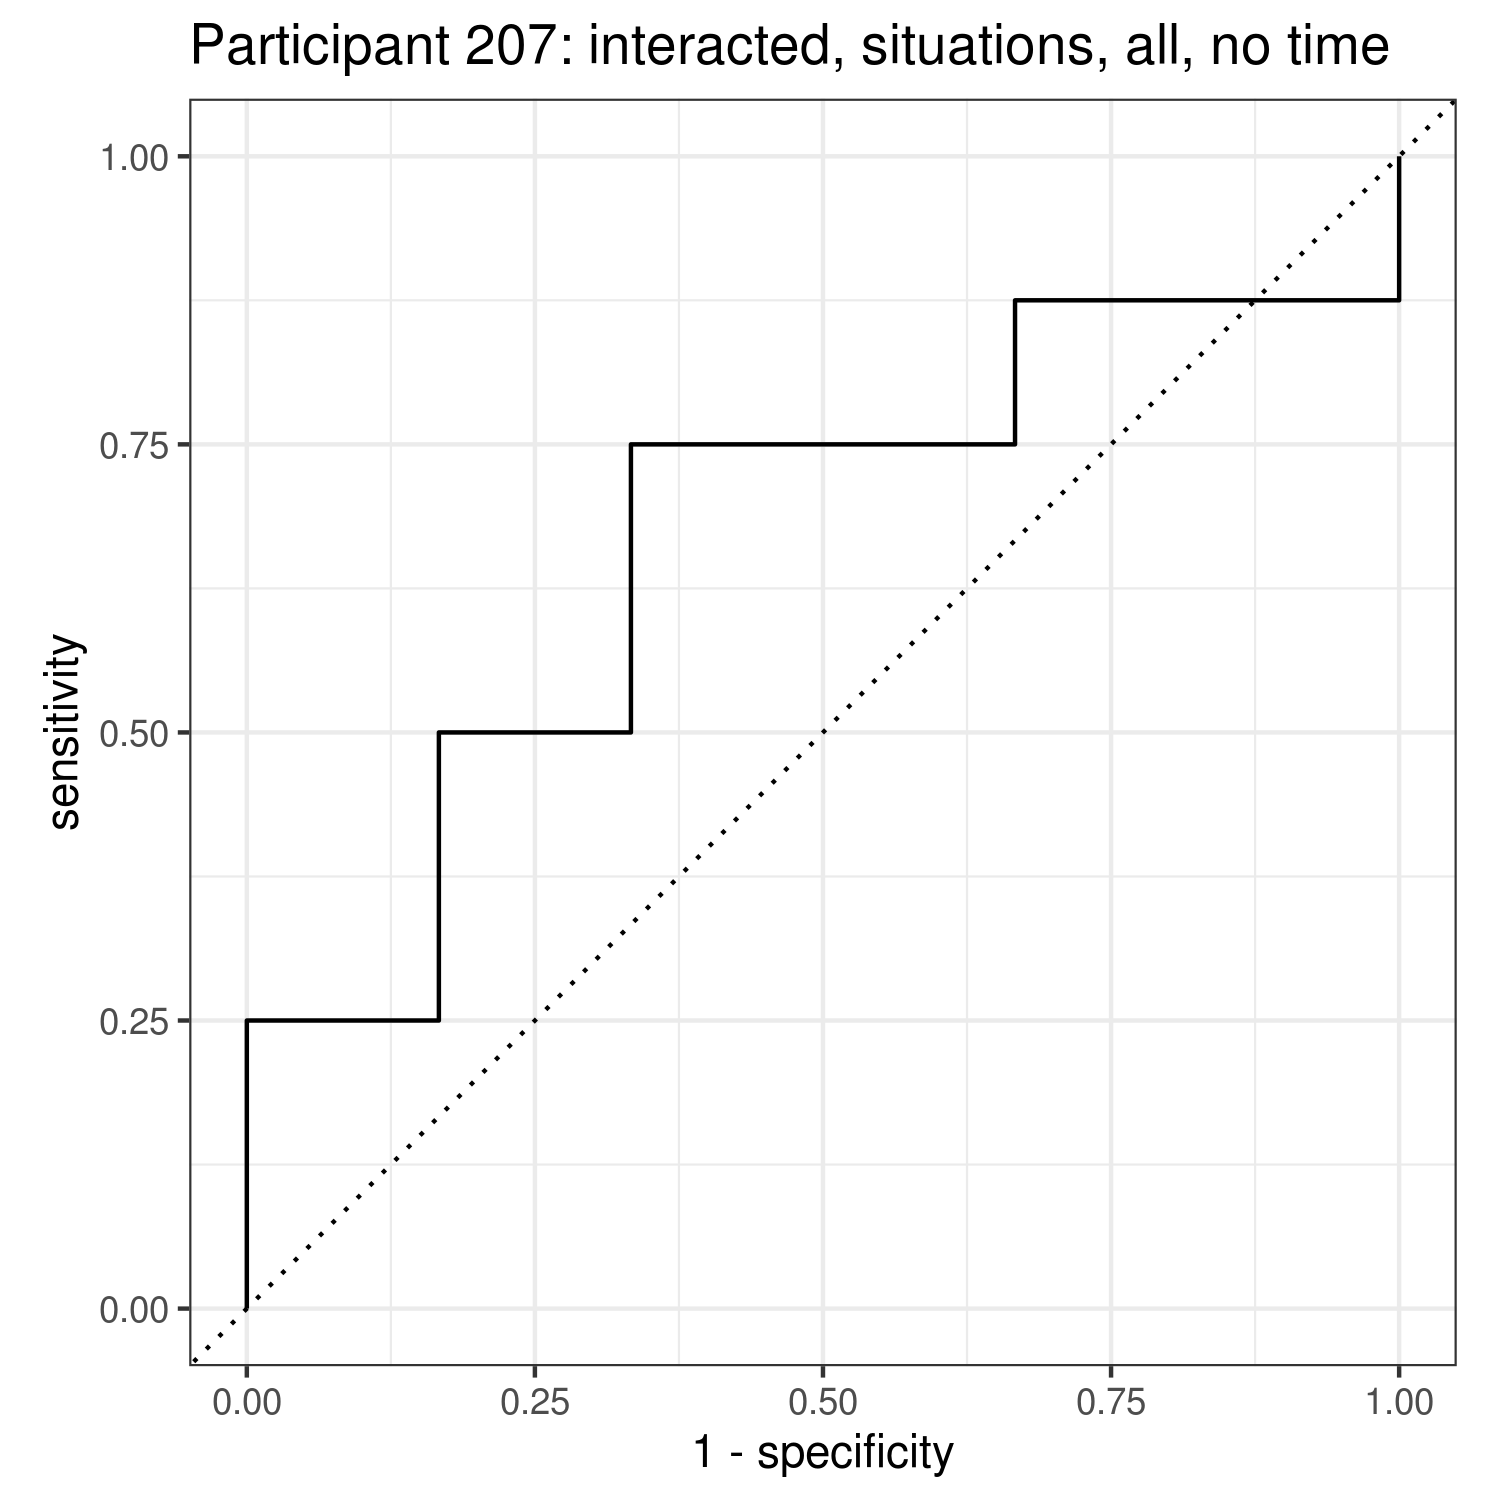 Participant 207: interacted, situations, all, no time
1.00
0.75
0.50
0.25
0.00
sensitivity
0.00 0.25 0.50 0.75 1.00
1 - specificity